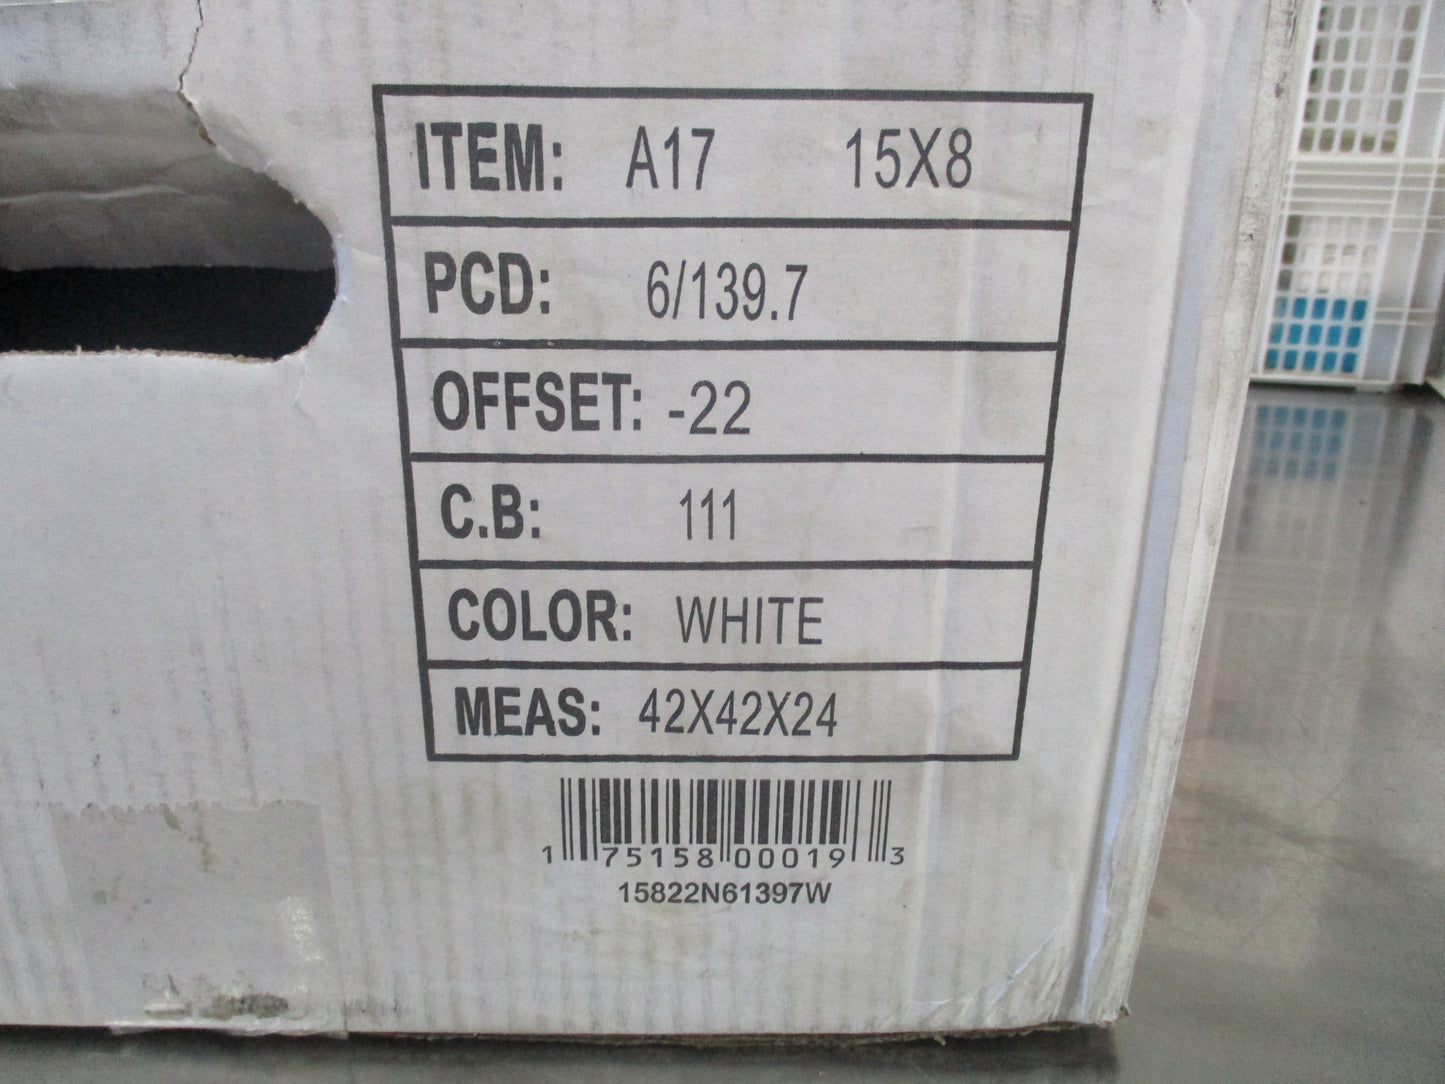 ITEM: A17 15X8
PCD: 6/139.7
OFFSET: -22
C.B: 111
COLOR: WHITE
MEAS: 42X42X24
1 75158 00019 3
15822N61397W